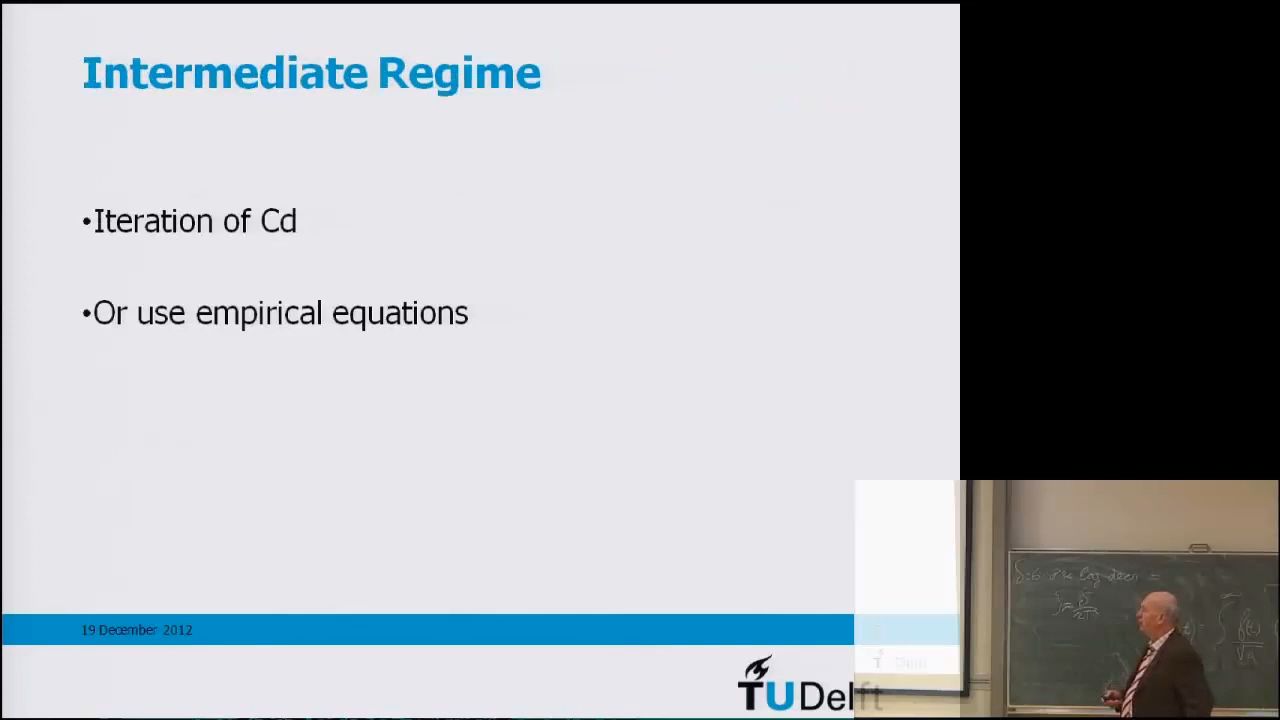 Intermediate Regime
•Iteration of Cd
•Or use empirical equations
19 December 2012
TU Delft